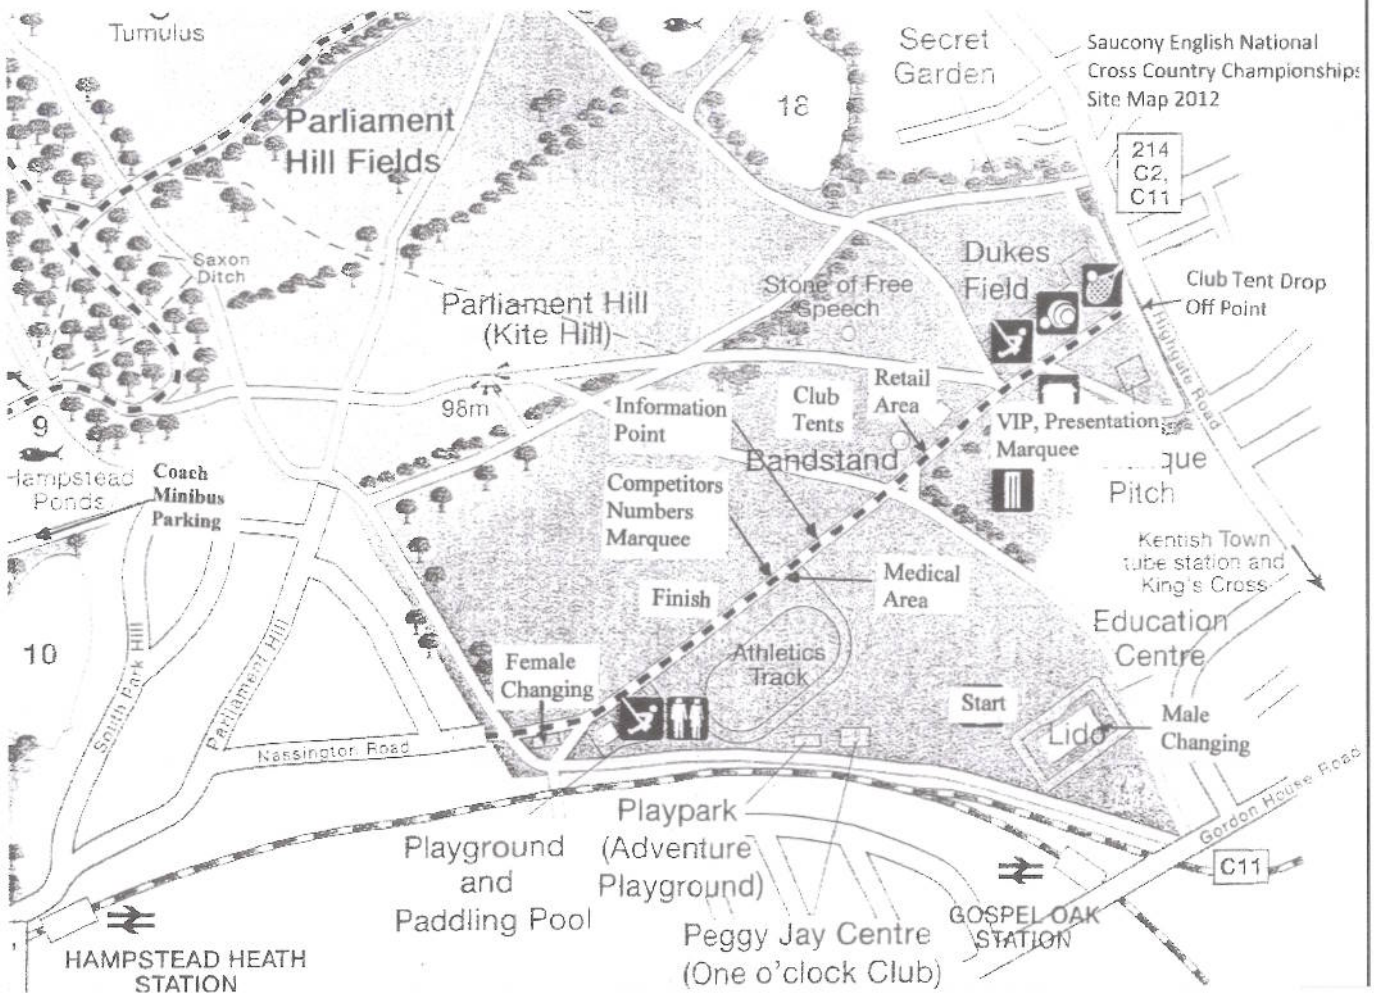 Tumulus
Secret
Garden
Saucony English National
Cross Country Championships
Site Map 2012
18
Parliament
Hill Fields
214
C2,
C11
Saxon
Ditch
Dukes
Field
Stone of Free
Speech
Club Tent Drop
Off Point
Parliament Hill
(Kite Hill)
Highgate Road
98m
Information
Point
Club
Tents
Retail
Area
VIP, Presentation
Marquee
9
Hampstead
Ponds
Coach
Minibus
Parking
Bandstand
que
Pitch
Competitors
Numbers
Marquee
Kentish Town
tube station and
King's Cross
Finish
Medical
Area
Education
Centre
10
South Park Hill
Parliament Hill
Female
Changing
Athletics
Track
Start
Lido
Male
Changing
Nassington Road
Gordon House Road
Playground
and
Paddling Pool
Playpark
(Adventure
Playground)
C11
Peggy Jay Centre
(One o'clock Club)
GOSPEL OAK
STATION
HAMPSTEAD HEATH
STATION